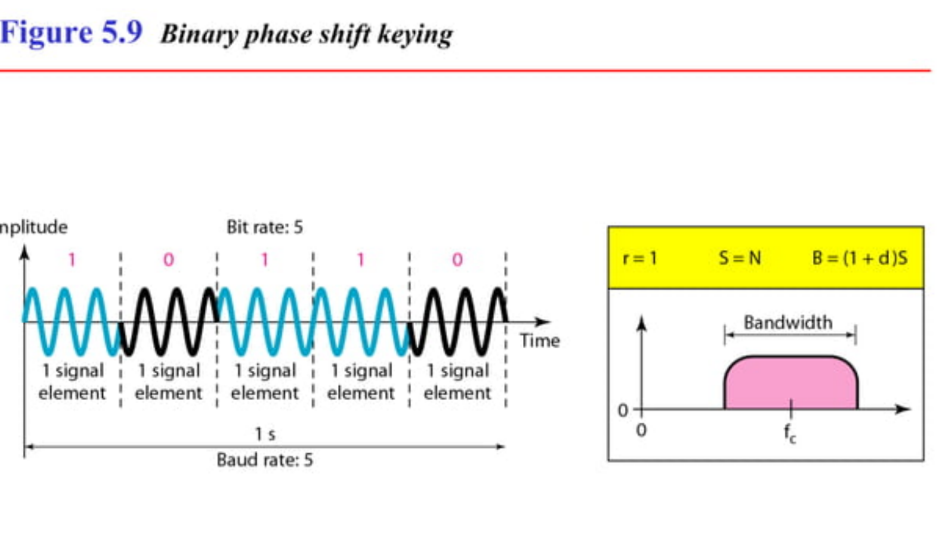 Figure 5.9 Binary phase shift keying
mplitude
Bit rate: 5
1 0 1 1 0
Time
1 signal element
1 signal element
1 signal element
1 signal element
1 signal element
1 s
Baud rate: 5
r = 1 S = N B = (1 + d)S
Bandwidth
0
0
fc